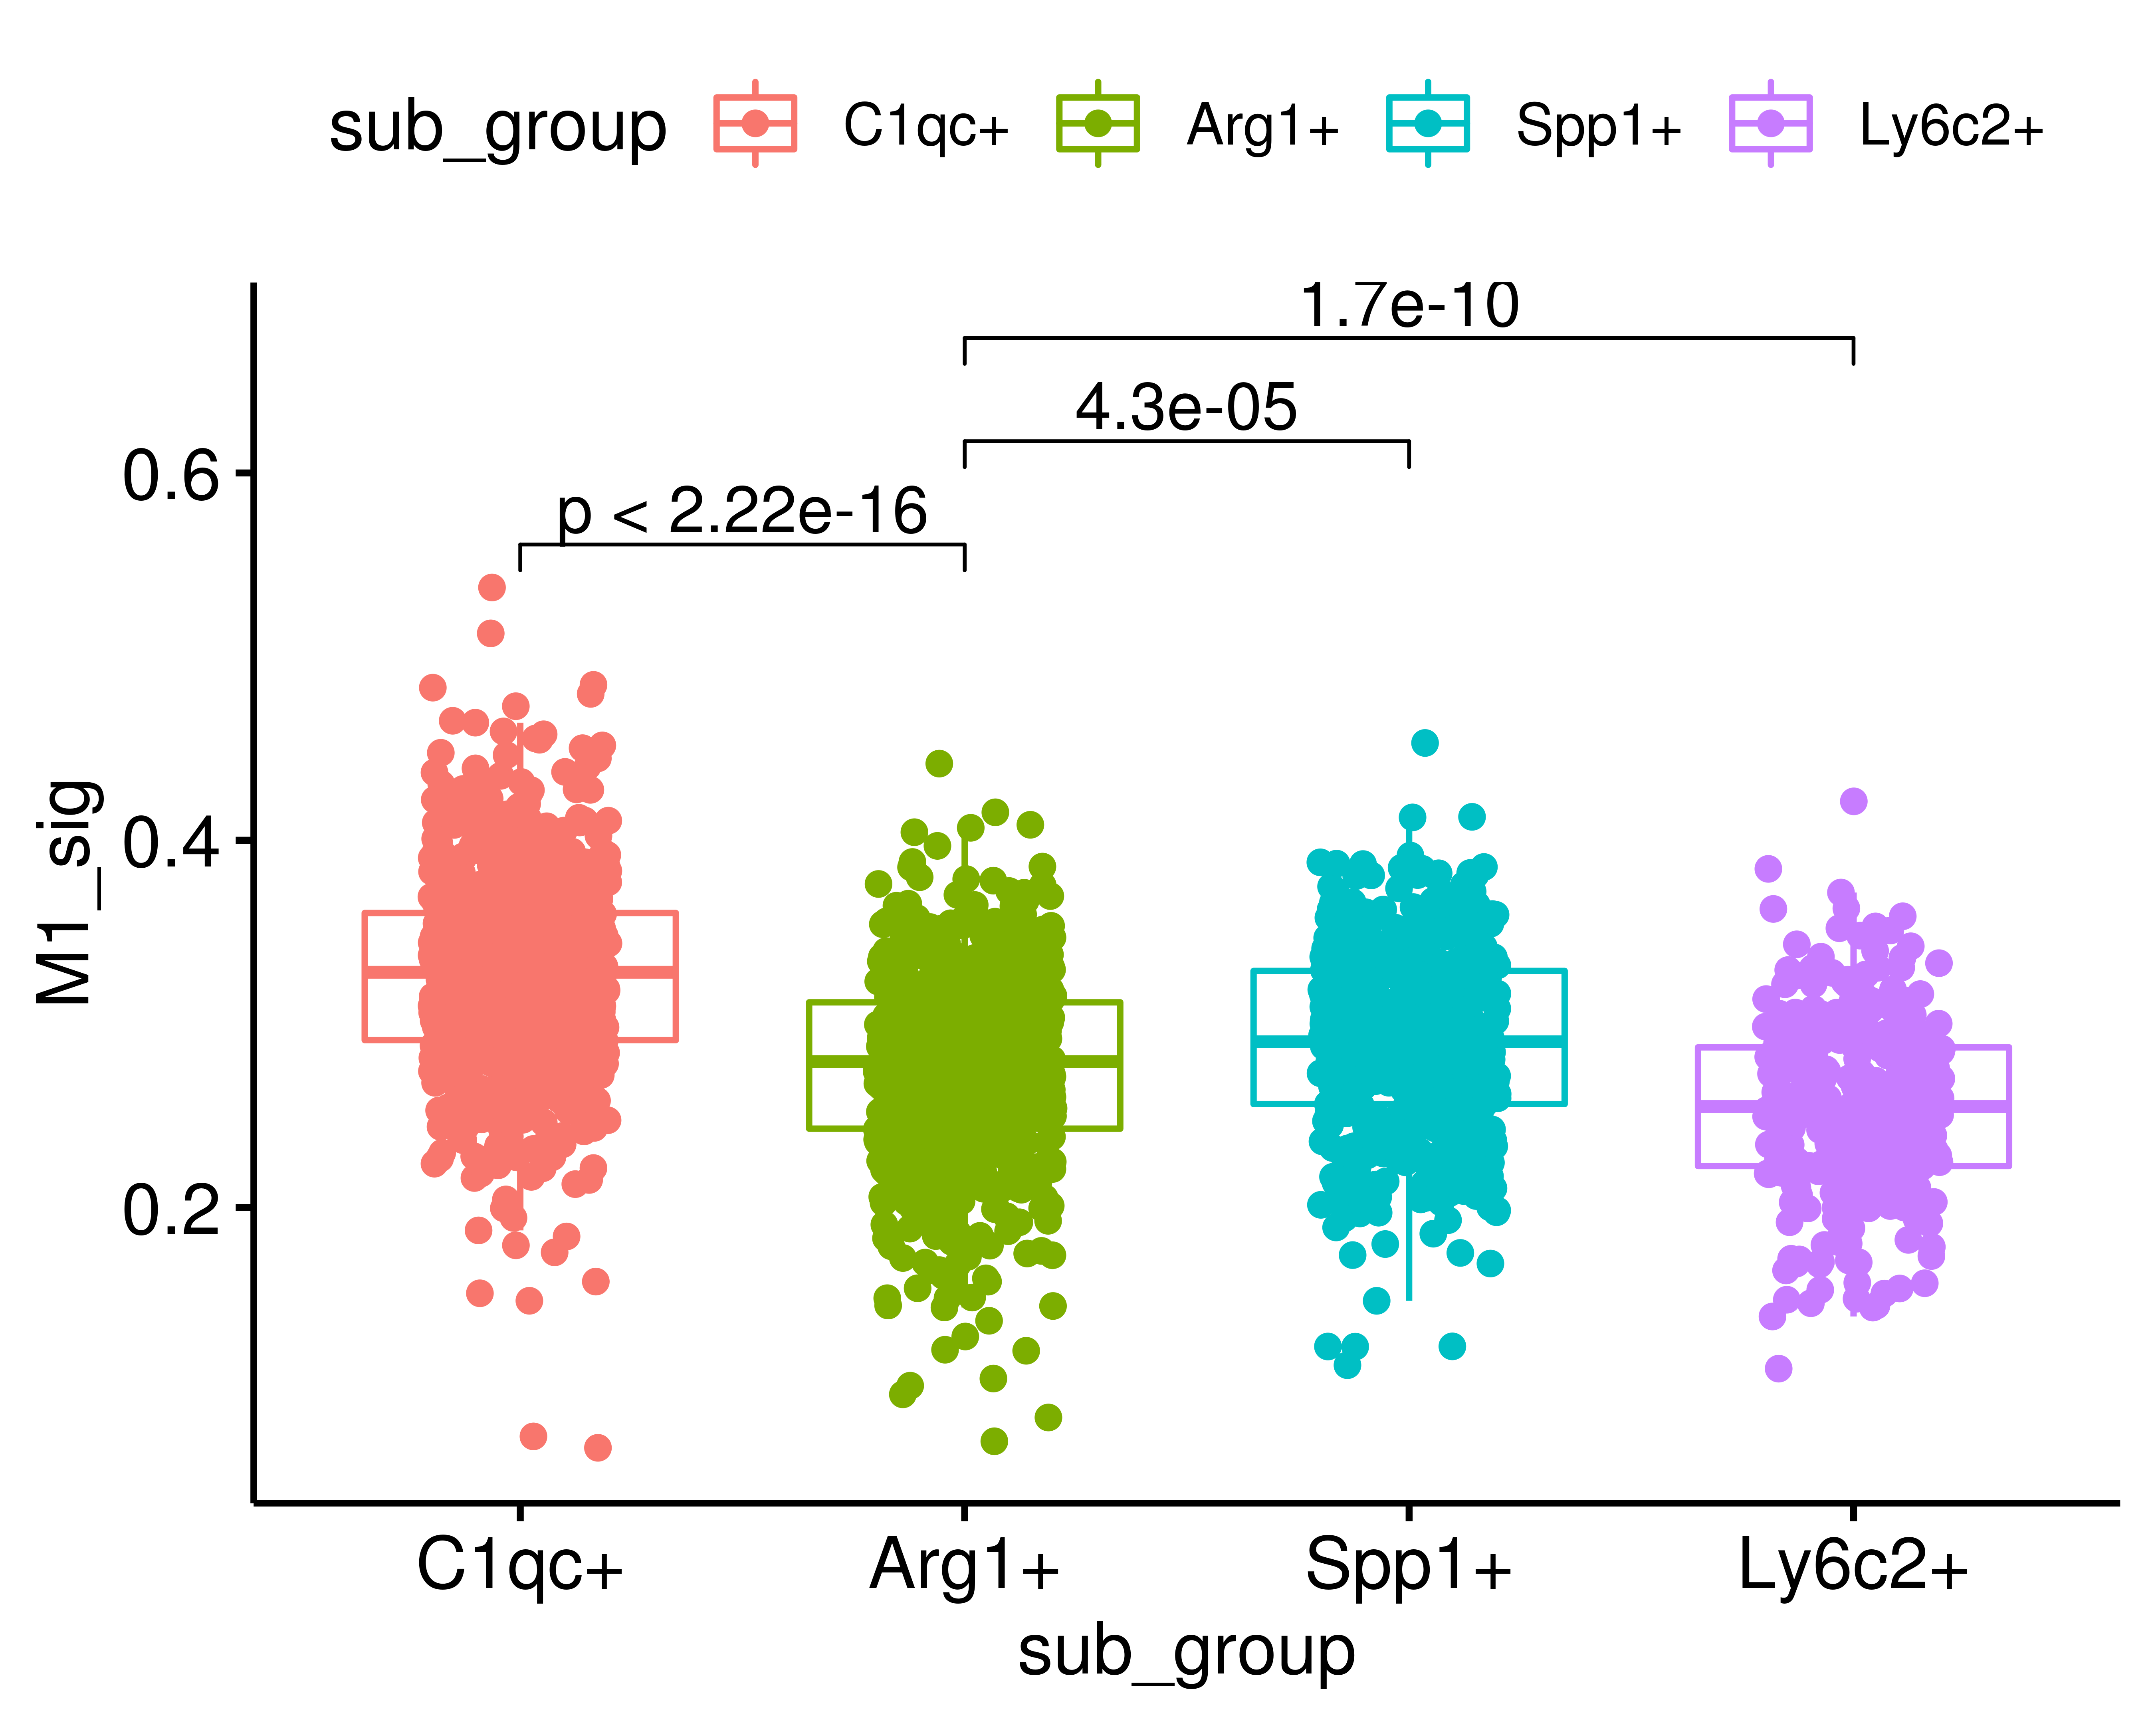 sub_group C1qc+ Arg1+ Spp1+ Ly6c2+
1.7e-10
4.3e-05
p < 2.22e-16
0.6
0.4
0.2
M1_sig
C1qc+ Arg1+ Spp1+ Ly6c2+
sub_group